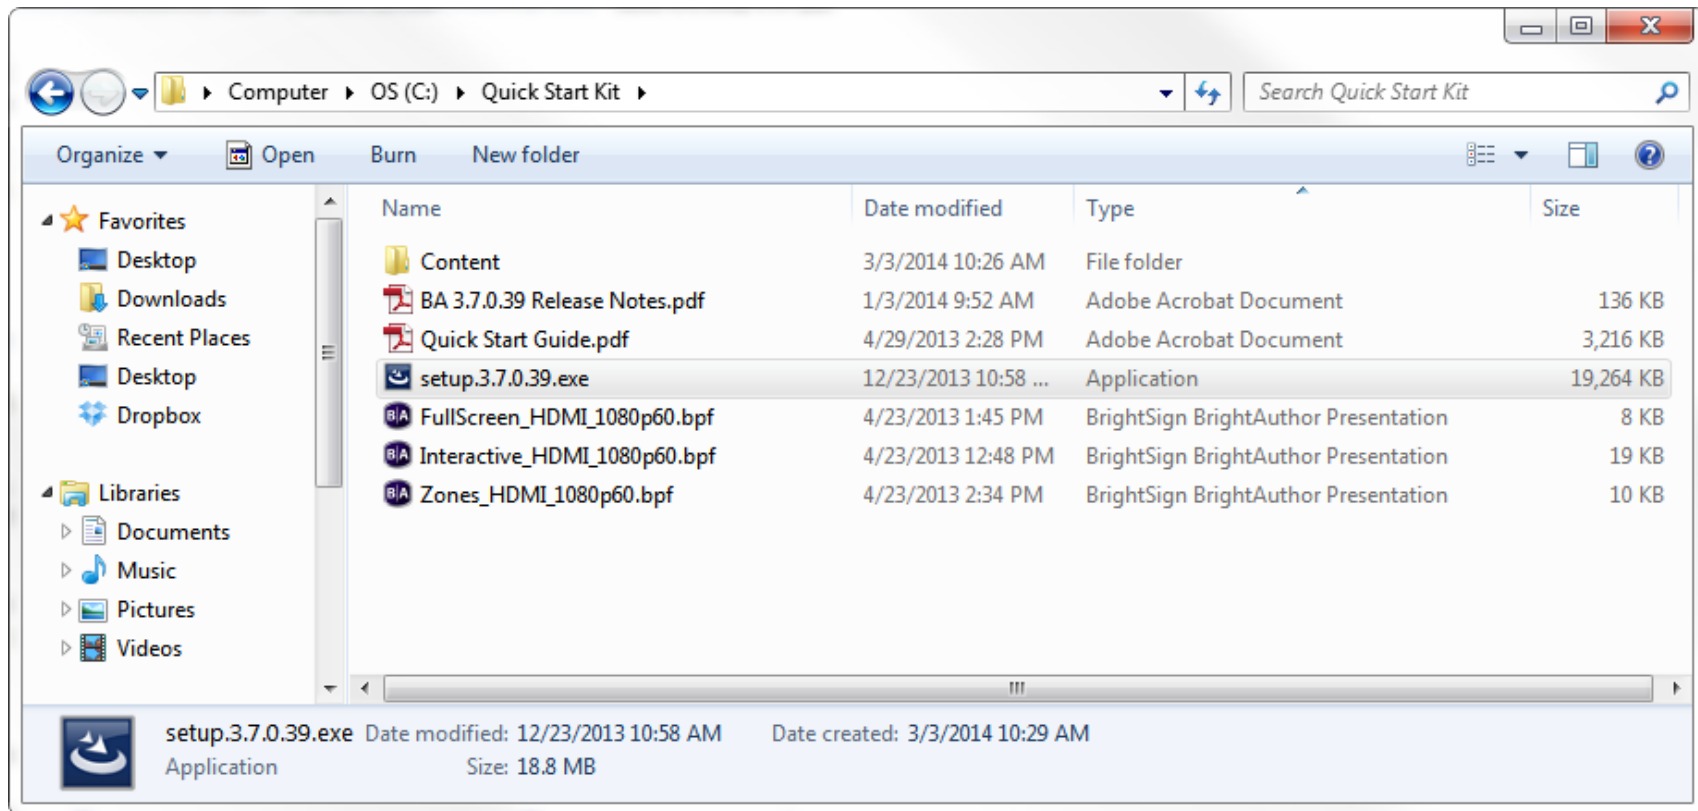 Computer OS (C:) Quick Start Kit Search Quick Start Kit
Organize Open Burn New folder
Favorites
Desktop
Downloads
Recent Places
Desktop
Dropbox
Libraries
Documents
Music
Pictures
Videos
Name Date modified Type Size
Content 3/3/2014 10:26 AM File folder
BA 3.7.0.39 Release Notes.pdf 1/3/2014 9:52 AM Adobe Acrobat Document 136 KB
Quick Start Guide.pdf 4/29/2013 2:28 PM Adobe Acrobat Document 3,216 KB
setup.3.7.0.39.exe 12/23/2013 10:58 ... Application 19,264 KB
BA FullScreen_HDMI_1080p60.bpf 4/23/2013 1:45 PM BrightSign BrightAuthor Presentation 8 KB
BA Interactive_HDMI_1080p60.bpf 4/23/2013 12:48 PM BrightSign BrightAuthor Presentation 19 KB
BA Zones_HDMI_1080p60.bpf 4/23/2013 2:34 PM BrightSign BrightAuthor Presentation 10 KB
setup.3.7.0.39.exe Date modified: 12/23/2013 10:58 AM Date created: 3/3/2014 10:29 AM
Application Size: 18.8 MB